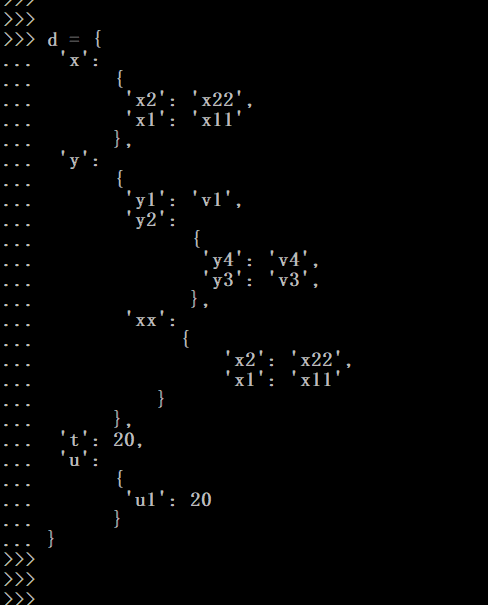 >>>
>>>
>>> d = {
...  'x':
...      {
...       'x2': 'x22',
...       'x1': 'x11'
...      },
...  'y':
...      {
...       'y1': 'v1',
...       'y2':
...            {
...             'y4': 'v4',
...             'y3': 'v3',
...            },
...       'xx':
...           {
...               'x2': 'x22',
...               'x1': 'x11'
...         }
...      },
...  't': 20,
...  'u':
...      {
...       'u1': 20
...      }
... }
>>>
>>>
>>>